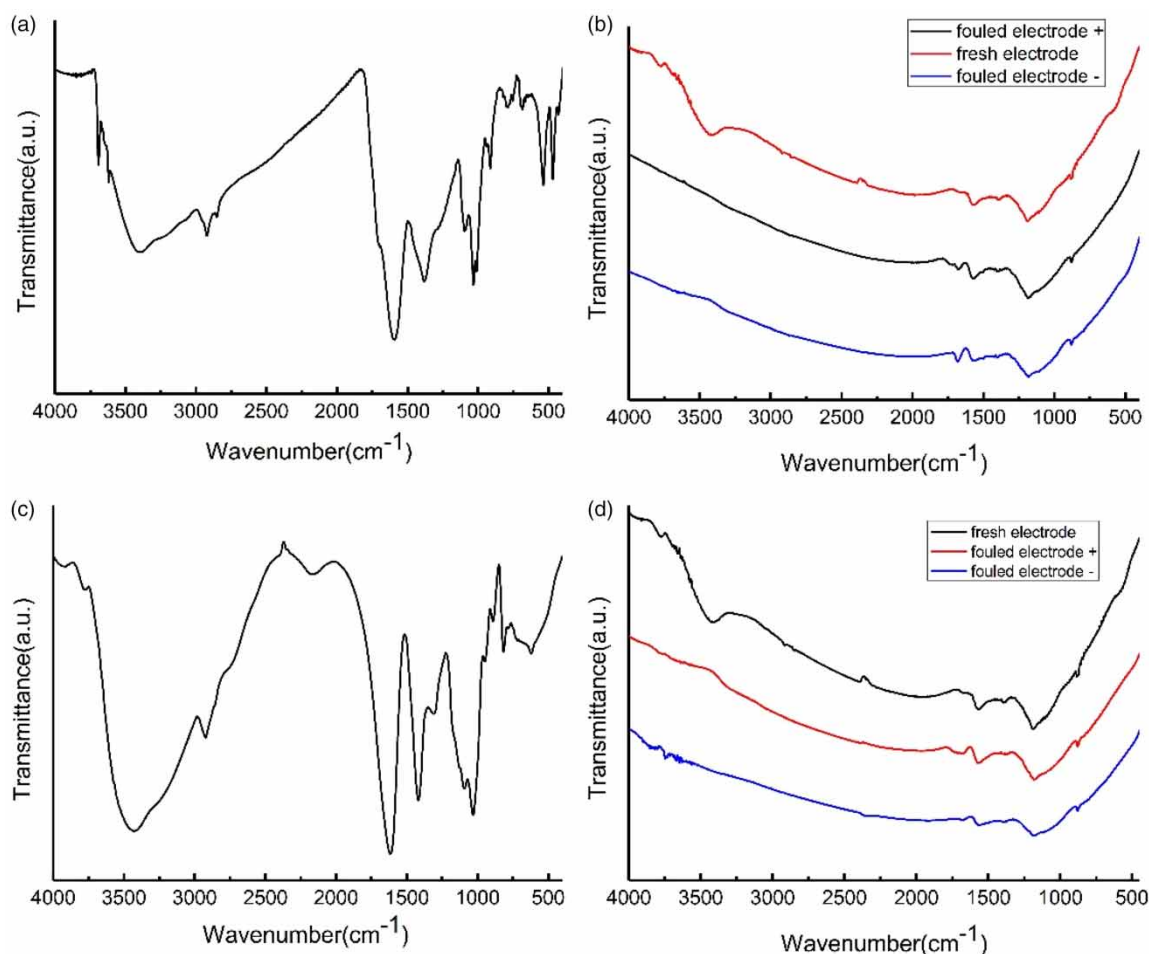 (a)
Transmittance(a.u.)
4000 3500 3000 2500 2000 1500 1000 500
Wavenumber(cm-1)
(b)
fouled electrode +
fresh electrode
fouled electrode -
Transmittance(a.u.)
4000 3500 3000 2500 2000 1500 1000 500
Wavenumber(cm-1)
(c)
Transmittance(a.u.)
4000 3500 3000 2500 2000 1500 1000 500
Wavenumber(cm-1)
(d)
fresh electrode
fouled electrode +
fouled electrode -
Transmittance(a.u.)
4000 3500 3000 2500 2000 1500 1000 500
Wavenumber(cm-1)